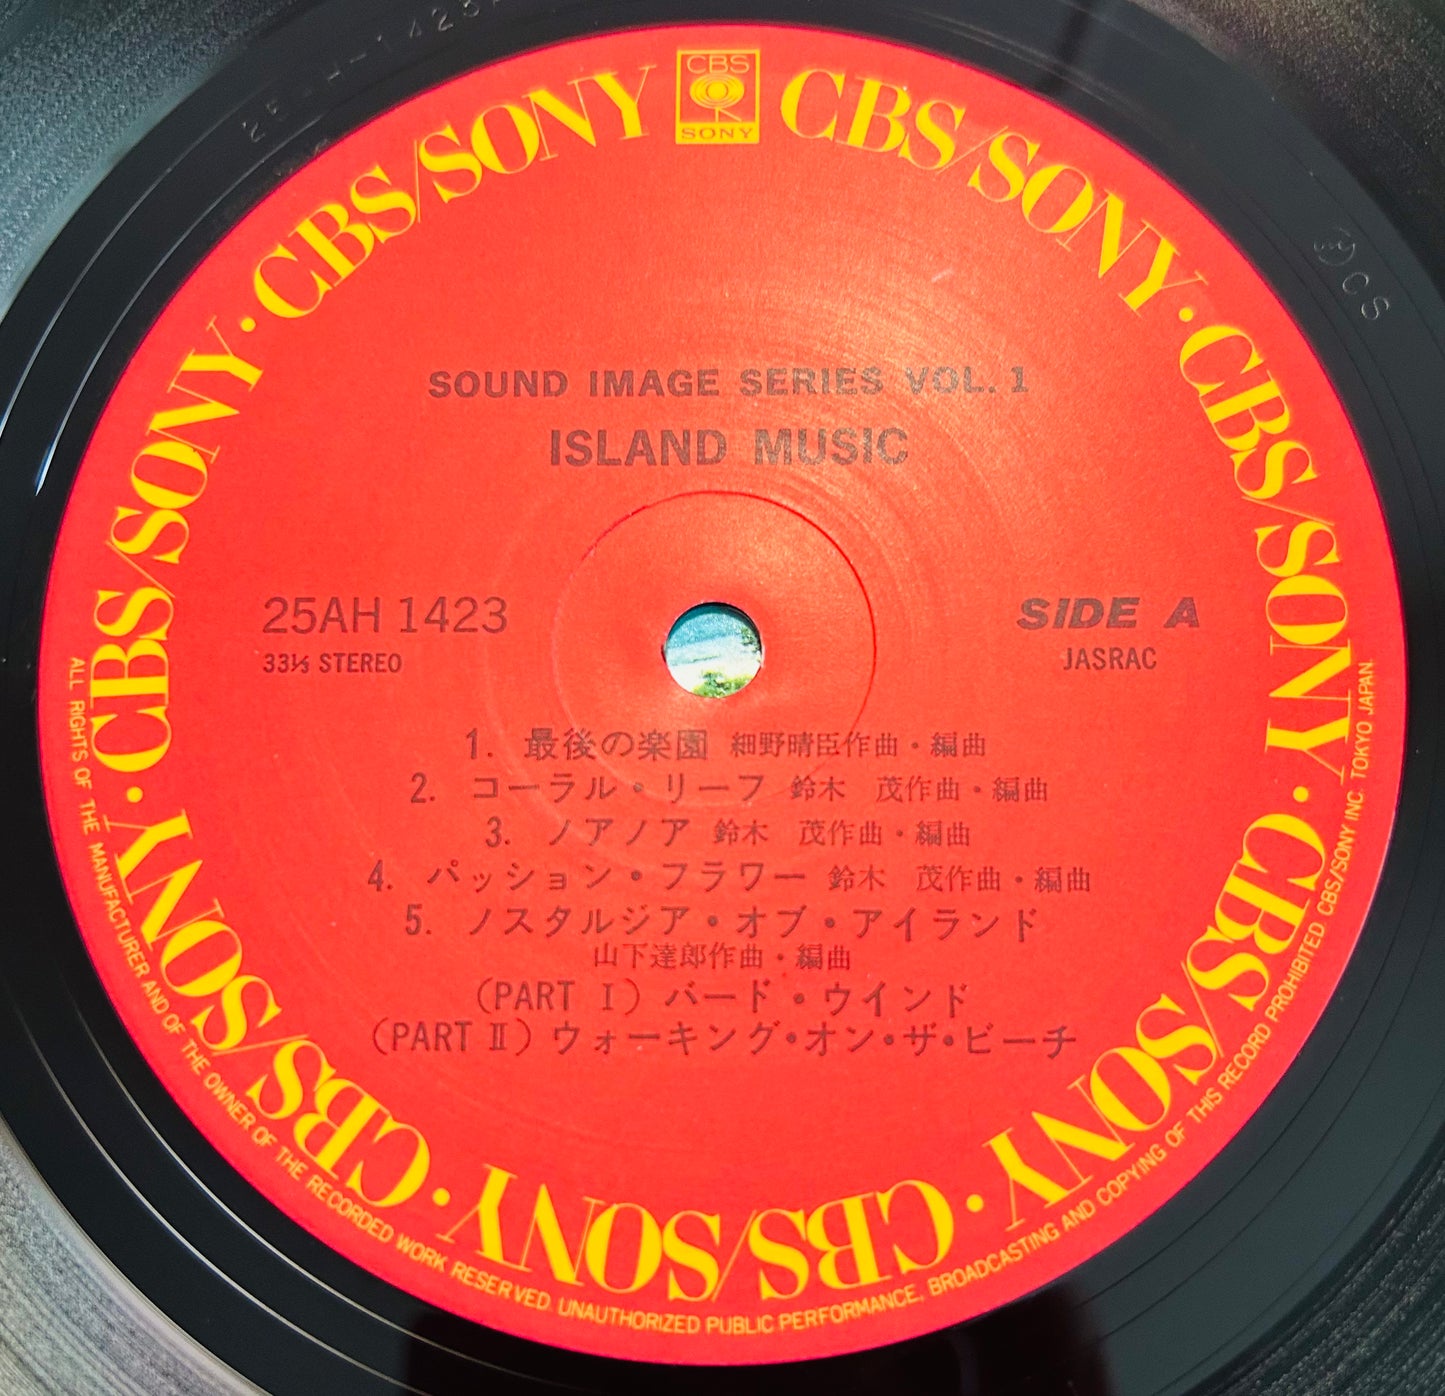 CBS
SONY
CBS/SONY · CBS/SONY · CBS/SONY · CBS/SONY · CBS/SONY · CBS/SONY · CBS/SONY · CBS/SONY · CBS/SONY
SOUND IMAGE SERIES VOL. 1
ISLAND MUSIC
25AH 1423
33⅓ STEREO
SIDE A
JASRAC
1. 最後の楽園 細野晴臣作曲・編曲
2. コーラル・リーフ 鈴木 茂作曲・編曲
3. ノアノア 鈴木 茂作曲・編曲
4. パッション・フラワー 鈴木 茂作曲・編曲
5. ノスタルジア・オブ・アイランド
山下達郎作曲・編曲
(PART Ⅰ) バード・ウインド
(PART Ⅱ) ウォーキング・オン・ザ・ビーチ
ALL RIGHTS OF THE MANUFACTURER AND OF THE OWNER OF THE RECORDED WORK RESERVED. UNAUTHORIZED PUBLIC PERFORMANCE, BROADCASTING AND COPYING OF THIS RECORD PROHIBITED CBS/SONY INC. TOKYO JAPAN